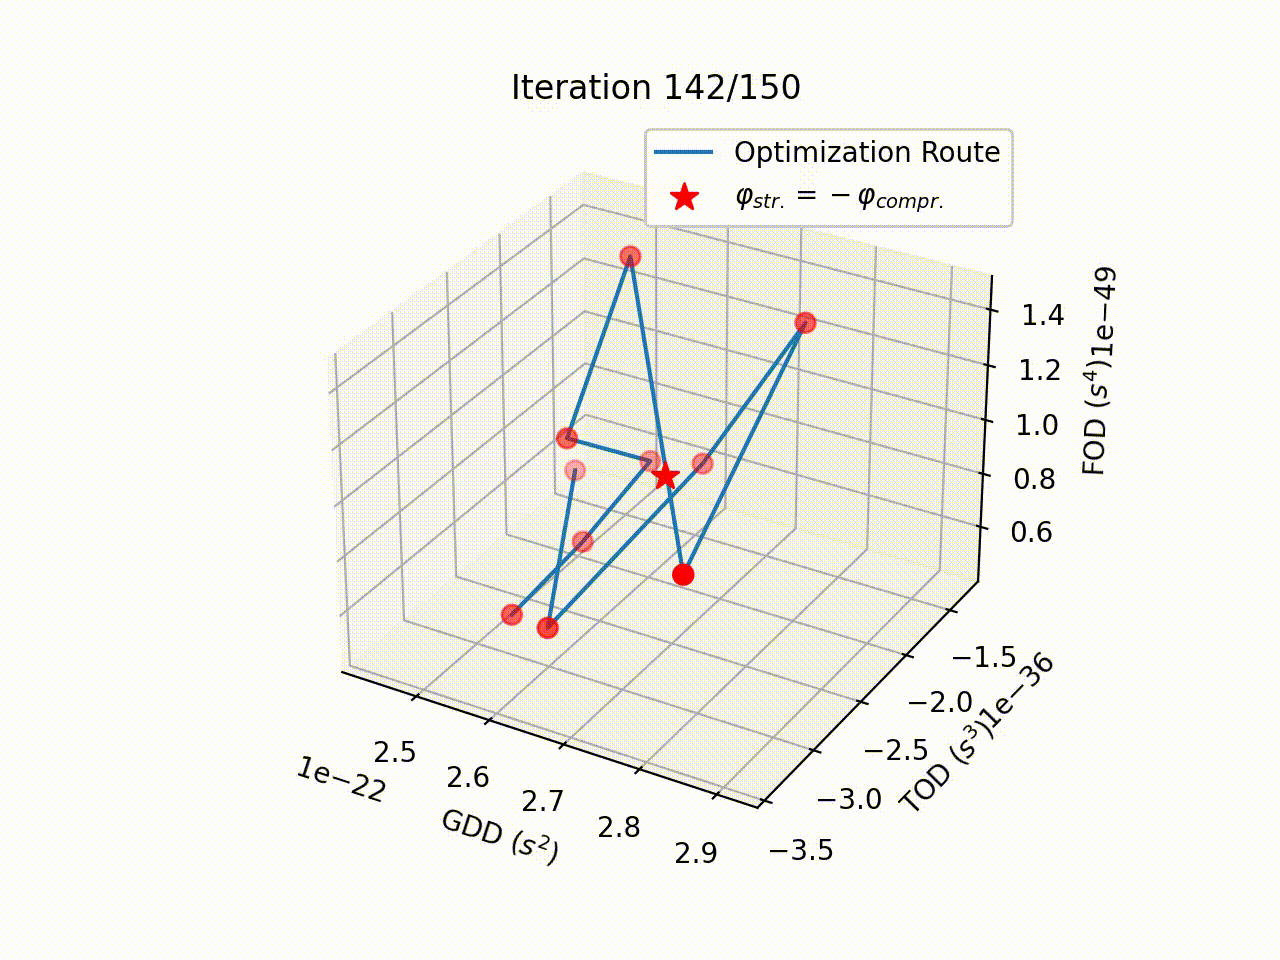 Iteration 142/150
Optimization Route
φstr. = − φcompr.
1.4
1.2
1.0
0.8
0.6
FOD (s⁴)1e−49
−1.5
−2.0
−2.5
−3.0
−3.5
TOD (s³)1e−36
2.5
2.6
2.7
2.8
2.9
1e−22
GDD (s²)